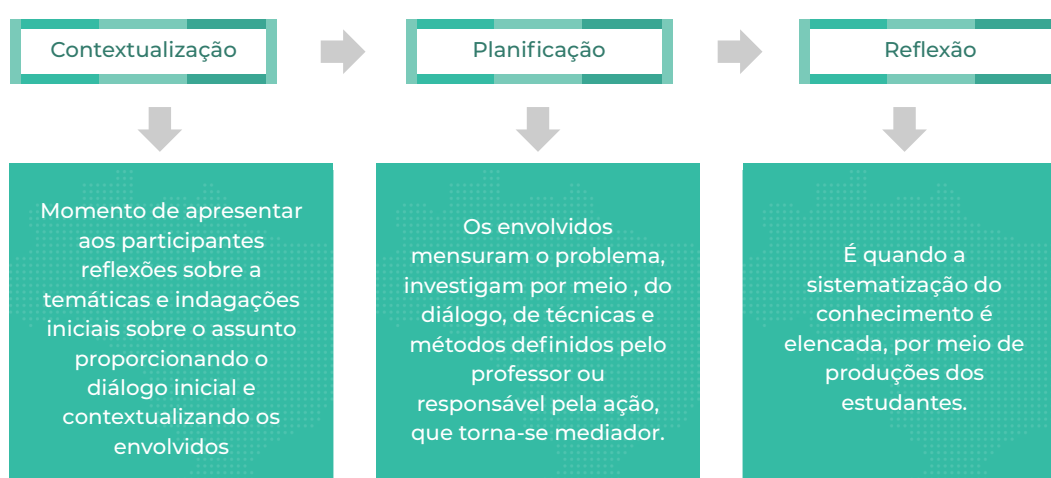 Contextualização
Planificação
Reflexão
Momento de apresentar
aos participantes
reflexões sobre a
temáticas e indagações
iniciais sobre o assunto
proporcionando o
diálogo inicial e
contextualizando os
envolvidos
Os envolvidos
mensuram o problema,
investigam por meio , do
diálogo, de técnicas e
métodos definidos pelo
professor ou
responsável pela ação,
que torna-se mediador.
É quando a
sistematização do
conhecimento é
elencada, por meio de
produções dos
estudantes.